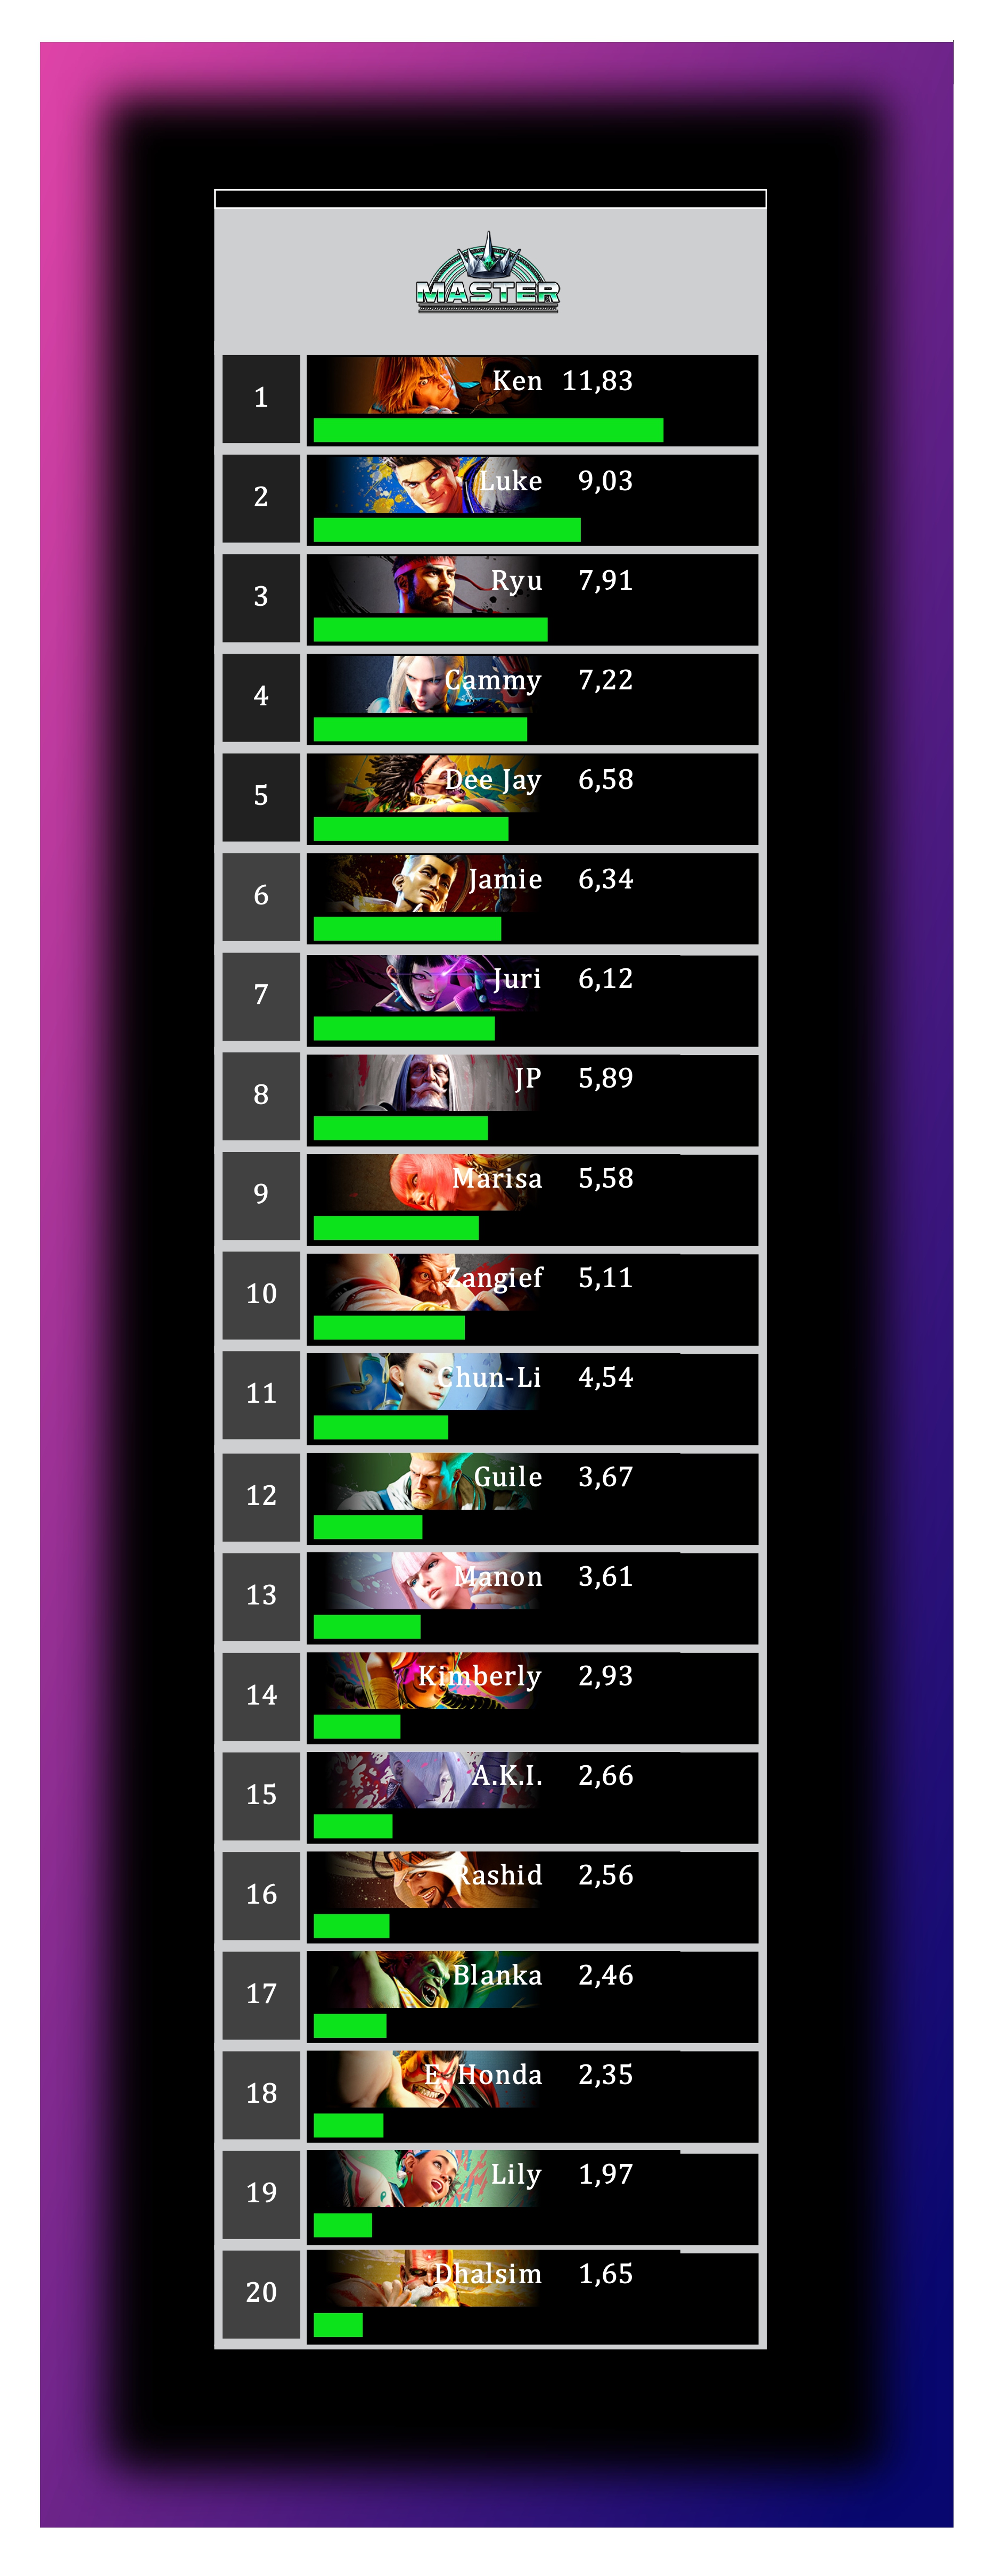 MASTER
1 Ken 11,83
2 Luke 9,03
3 Ryu 7,91
4 Cammy 7,22
5 Dee Jay 6,58
6 Jamie 6,34
7 Juri 6,12
8 JP 5,89
9 Marisa 5,58
10 Zangief 5,11
11 Chun-Li 4,54
12 Guile 3,67
13 Manon 3,61
14 Kimberly 2,93
15 A.K.I. 2,66
16 Rashid 2,56
17 Blanka 2,46
18 E. Honda 2,35
19 Lily 1,97
20 Dhalsim 1,65